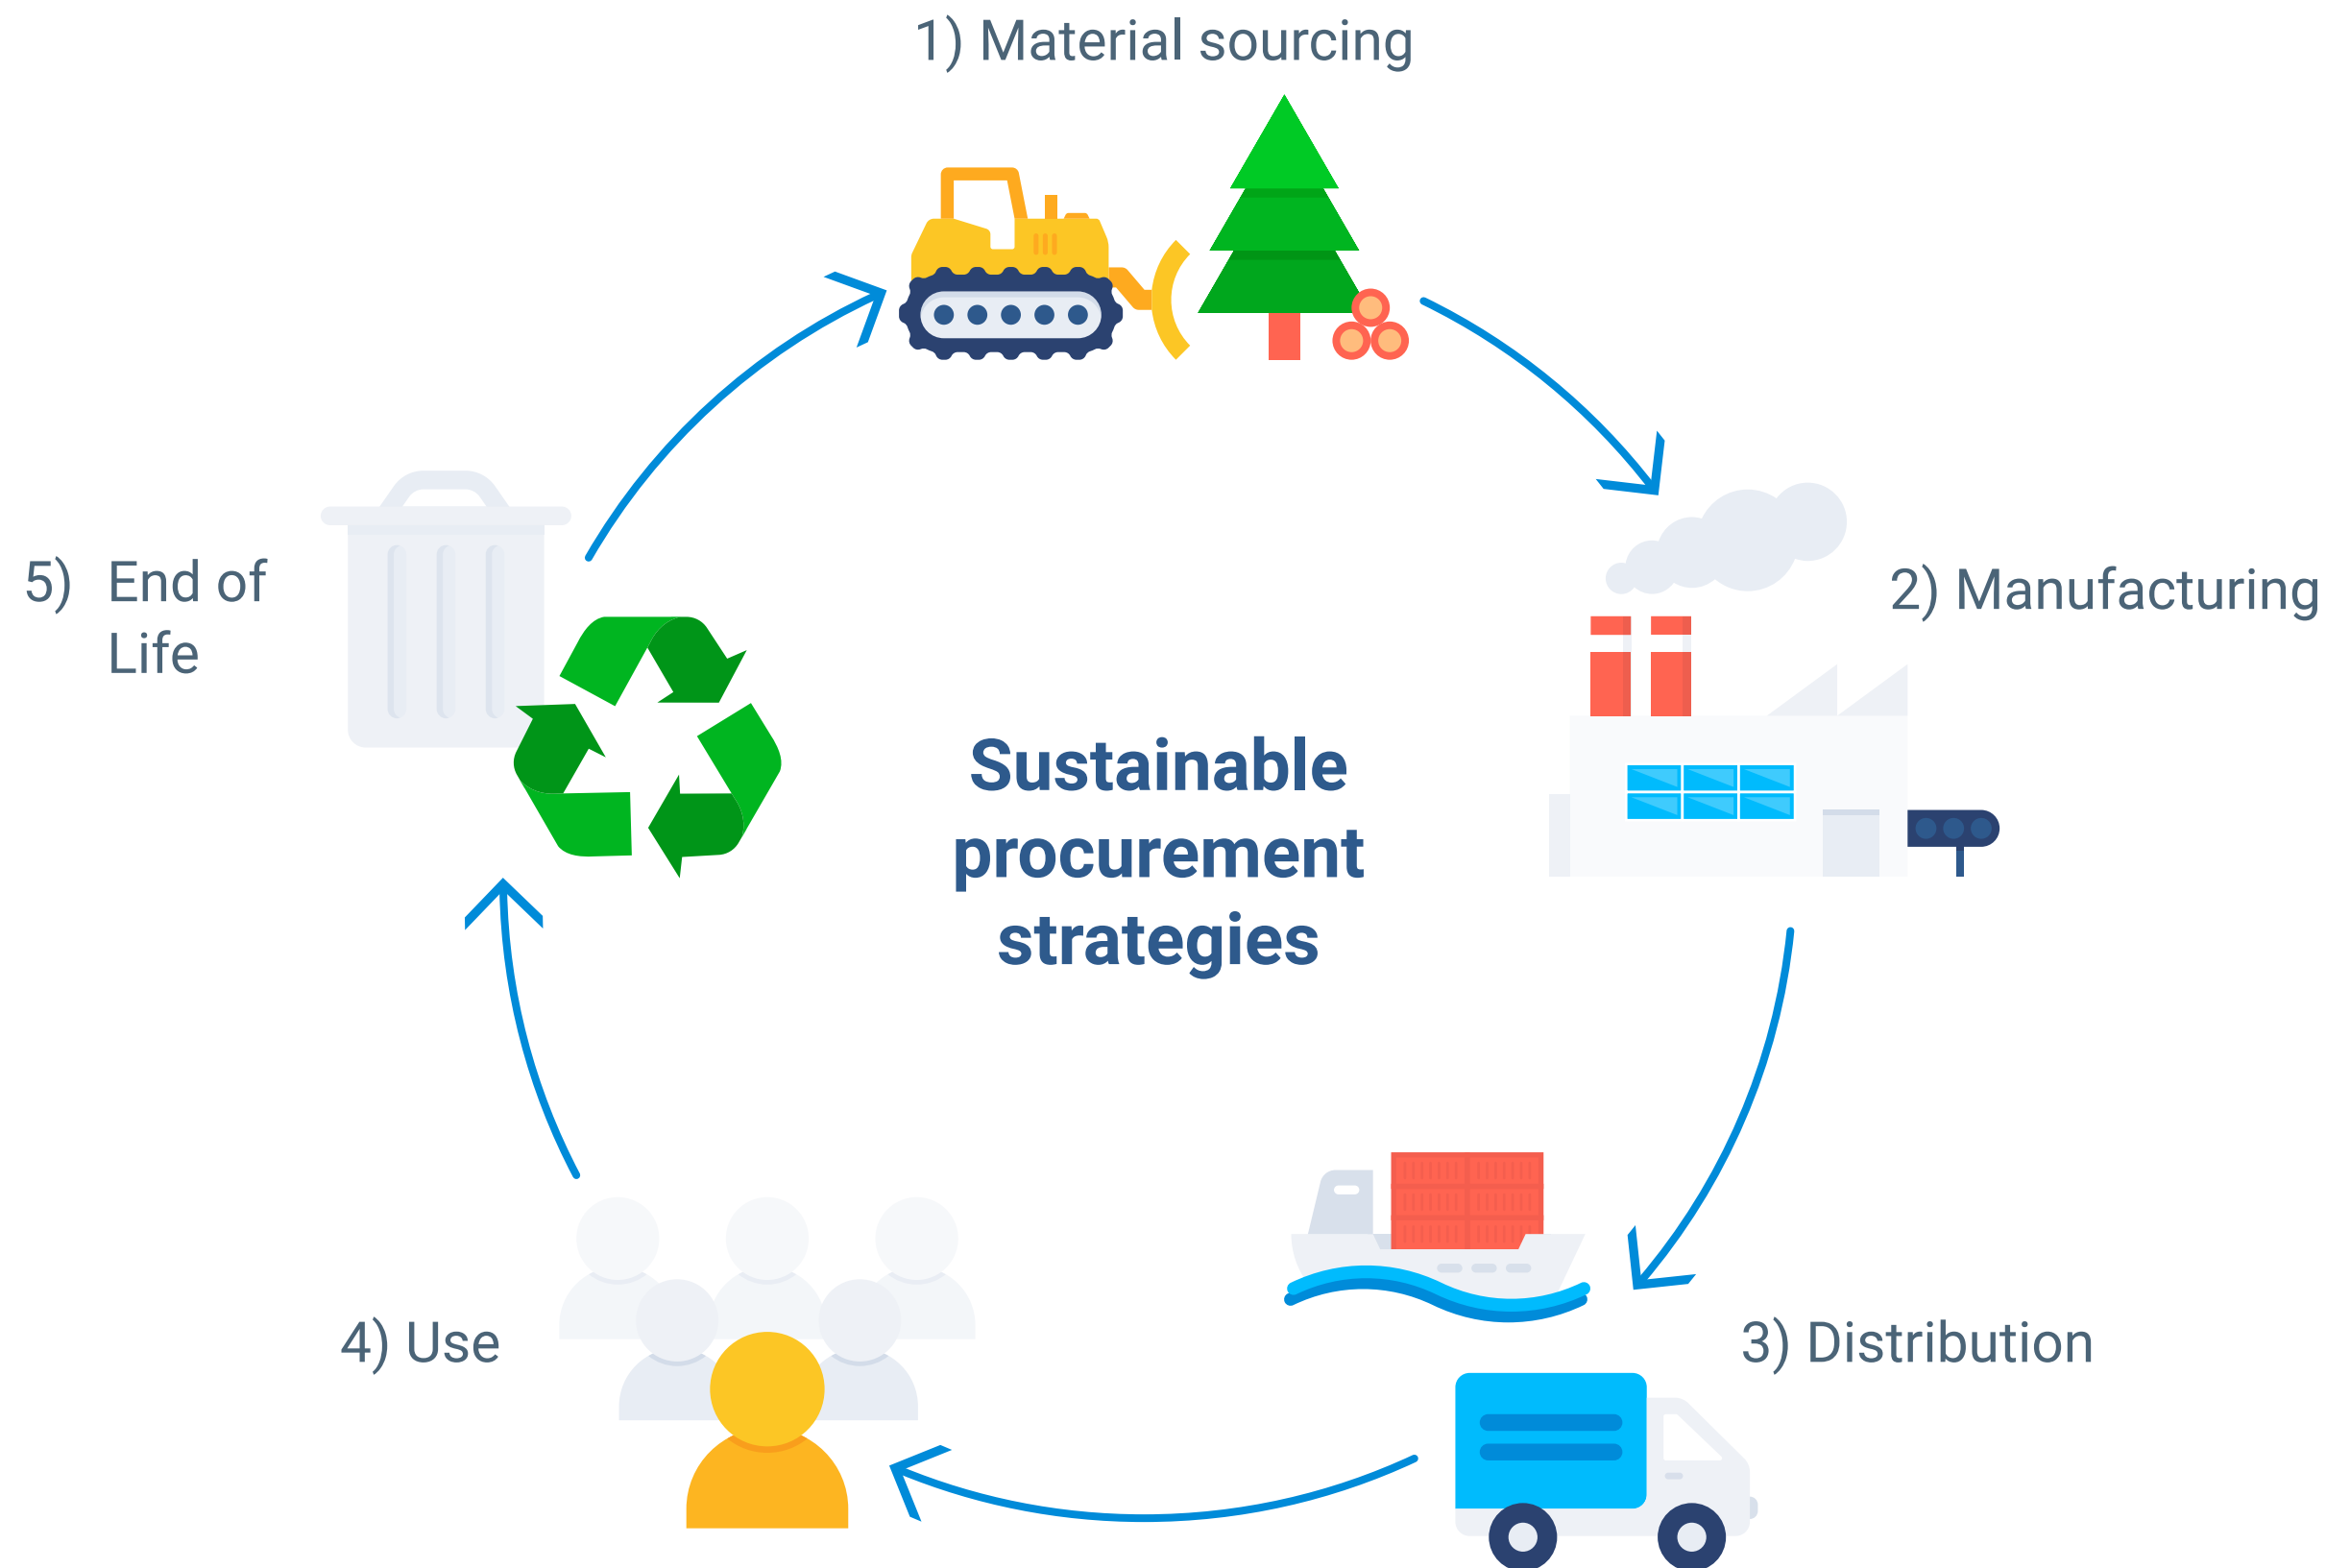 1) Material sourcing
2) Manufacturing
3) Distribution
4) Use
5) End of
Life
Sustainable
procurement
strategies